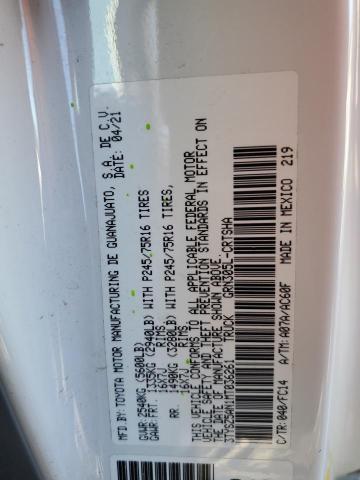 MFD. BY: TOYOTA MOTOR MANUFACTURING DE GUANAJUATO, S.A. DE C.V.
DATE: 04/21
GVWR: 2540KG (5600LB)
GAWR: FRT. 1335KG (2940LB) WITH P245/75R16 TIRES
16X7J RIMS
RR. 1490KG (3280LB) WITH P245/75R16 TIRES,
16X7J RIMS
THIS VEHICLE CONFORMS TO ALL APPLICABLE FEDERAL MOTOR
VEHICLE SAFETY AND THEFT PREVENTION STANDARDS IN EFFECT ON
THE DATE OF MANUFACTURE SHOWN ABOVE.
TRUCK GRN305L-CRTSHA
C/TR: 040/FC14 A/TM: A07A/AC60F MADE IN MEXICO 219